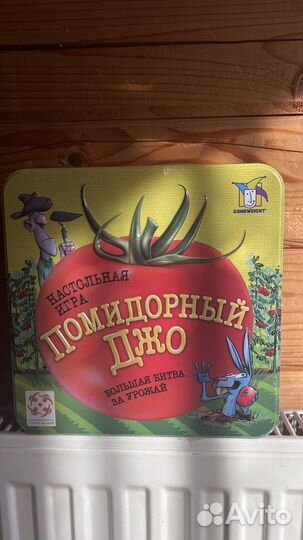 GAMEWRIGHT
НАСТОЛЬНАЯ
ИГРА
ПОМИДОРНЫЙ
ДЖО
БОЛЬШАЯ БИТВА
ЗА УРОЖАЙ
Avito